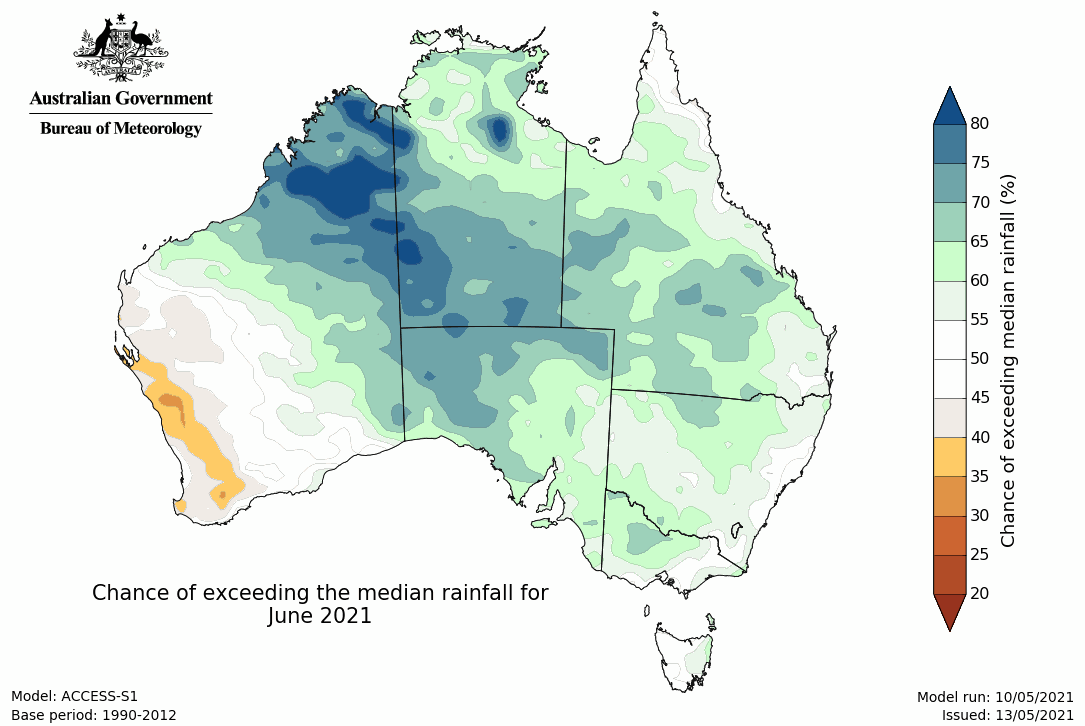 Australian Government
Bureau of Meteorology
80
75
70
65
60
55
50
45
40
35
30
25
20
Chance of exceeding median rainfall (%)
Chance of exceeding the median rainfall for
June 2021
Model: ACCESS-S1
Base period: 1990-2012
Model run: 10/05/2021
Issued: 13/05/2021